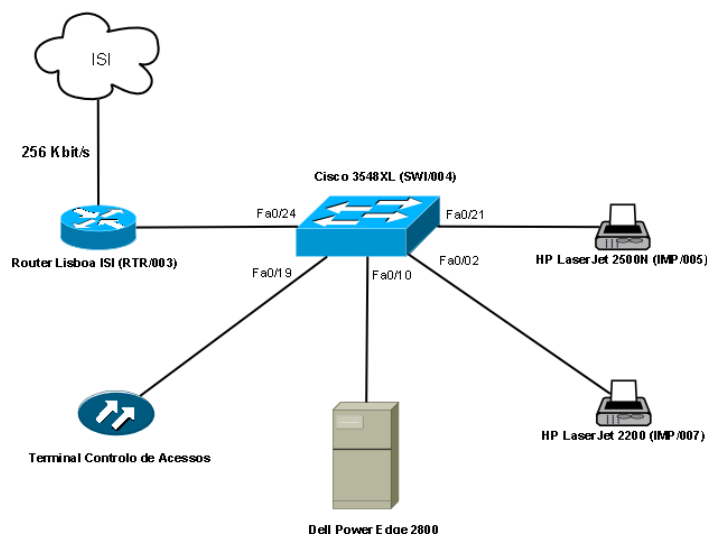 ISI
256 Kbit/s
Cisco 3548XL (SWI/004)
Fa0/24
Fa0/21
Router Lisboa ISI (RTR/003)
HP LaserJet 2500N (IMP/005)
Fa0/19
Fa0/10
Fa0/02
Terminal Controlo de Acessos
HP LaserJet 2200 (IMP/007)
Dell Power Edge 2800